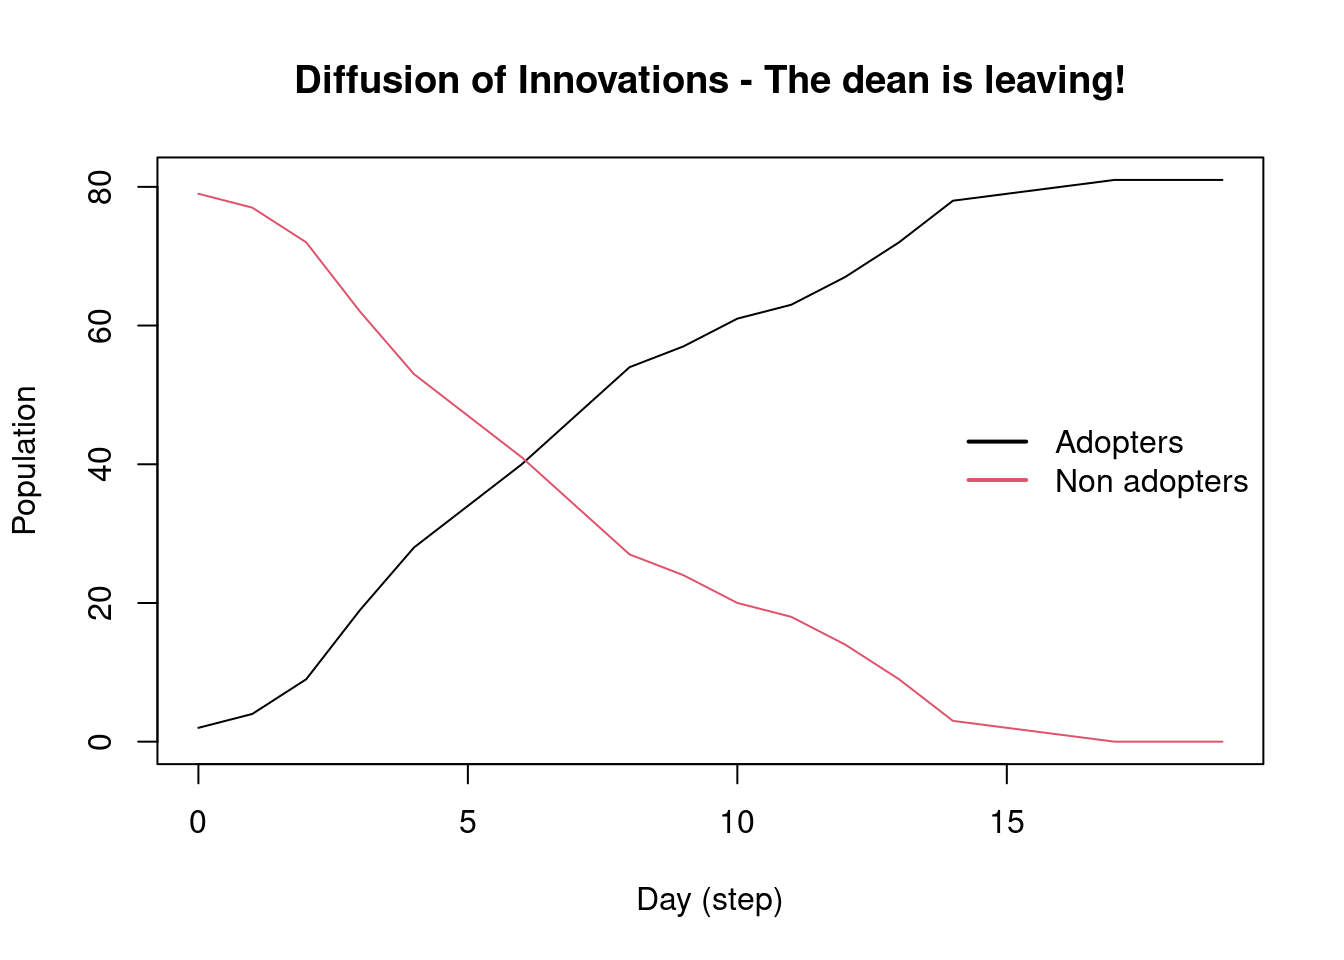 Diffusion of Innovations - The dean is leaving!
Population
80
60
40
20
0
Adopters
Non adopters
0 5 10 15
Day (step)